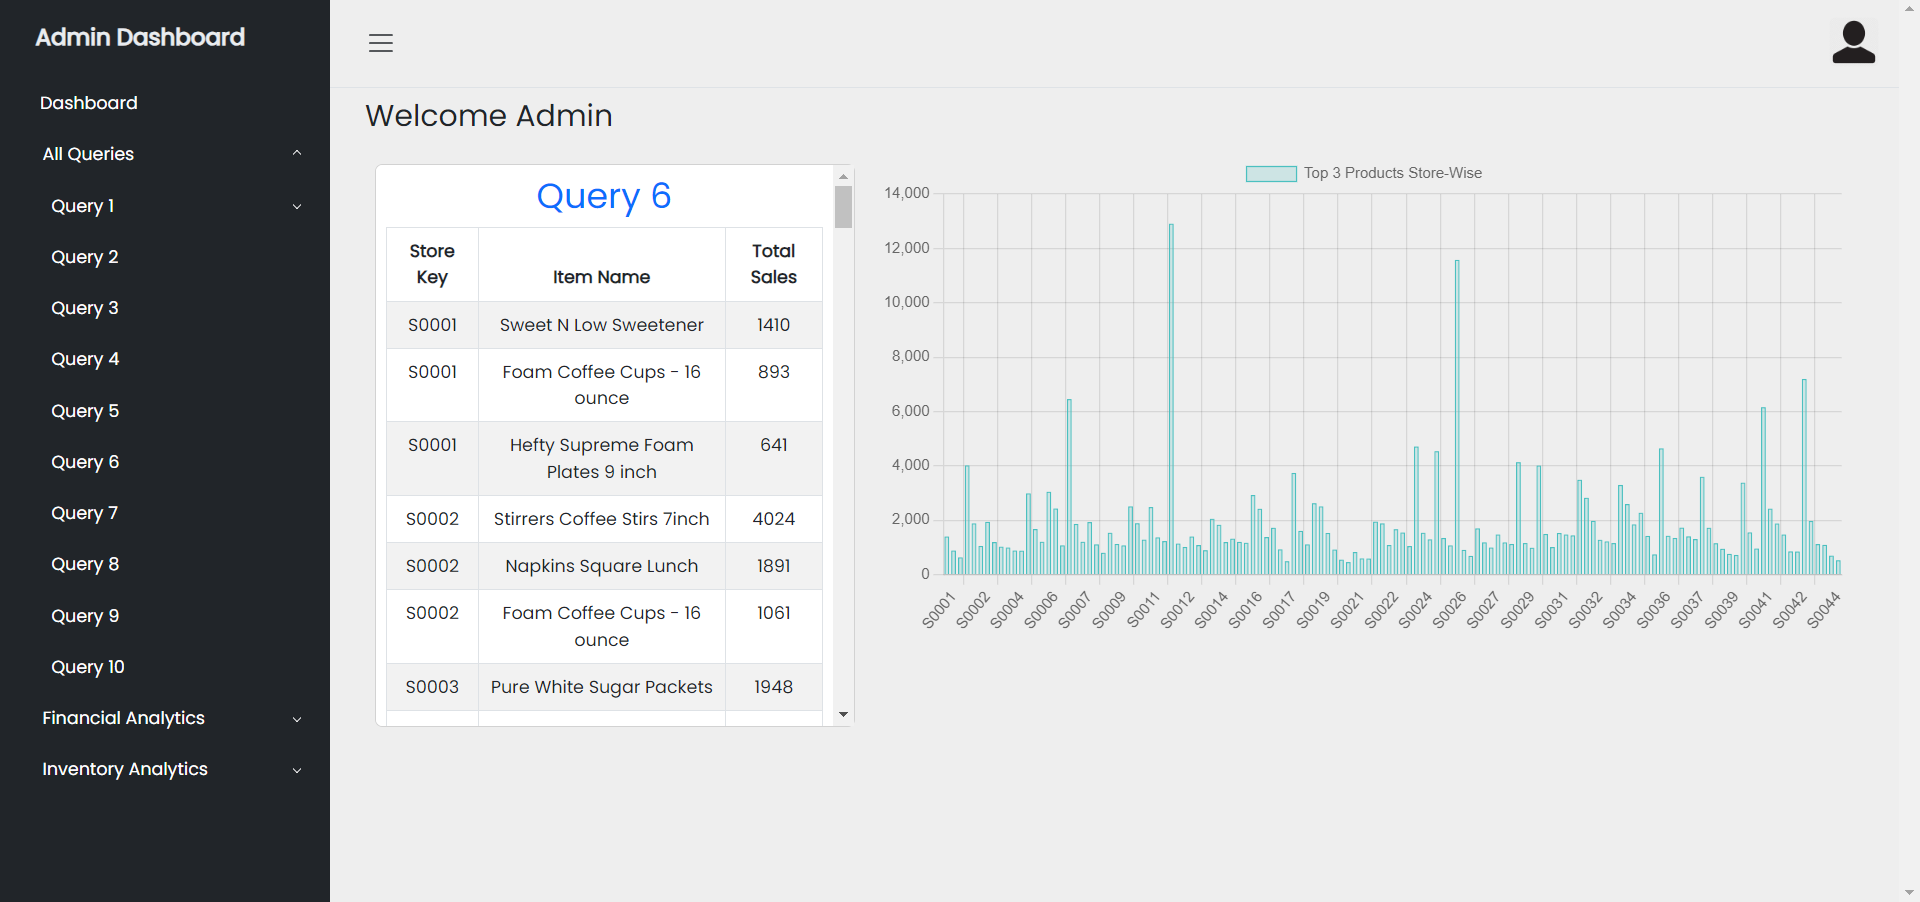 Admin Dashboard
Dashboard
All Queries
Query 1
Query 2
Query 3
Query 4
Query 5
Query 6
Query 7
Query 8
Query 9
Query 10
Financial Analytics
Inventory Analytics
Welcome Admin
Query 6
Store Key Item Name Total Sales
S0001 Sweet N Low Sweetener 1410
S0001 Foam Coffee Cups - 16 ounce 893
S0001 Hefty Supreme Foam Plates 9 inch 641
S0002 Stirrers Coffee Stirs 7inch 4024
S0002 Napkins Square Lunch 1891
S0002 Foam Coffee Cups - 16 ounce 1061
S0003 Pure White Sugar Packets 1948
Top 3 Products Store-Wise
14,000
12,000
10,000
8,000
6,000
4,000
2,000
0
S0001 S0002 S0004 S0006 S0007 S0009 S0011 S0012 S0014 S0016 S0017 S0019 S0021 S0022 S0024 S0026 S0027 S0029 S0031 S0032 S0034 S0036 S0037 S0039 S0041 S0042 S0044